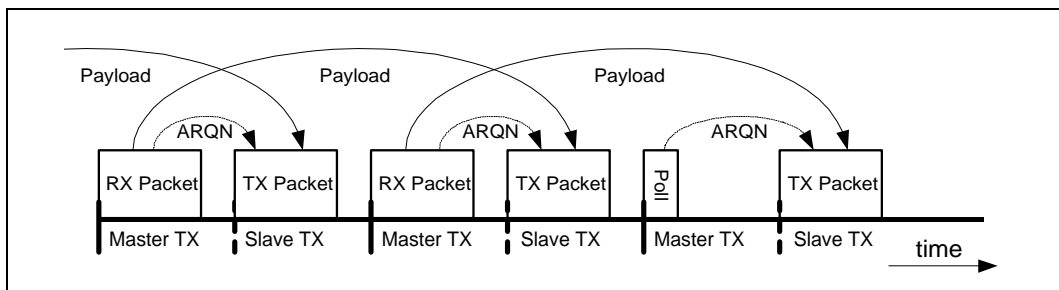 Payload
Payload
Payload
ARQN
ARQN
ARQN
RX Packet
TX Packet
RX Packet
TX Packet
Poll
TX Packet
Master TX
Slave TX
Master TX
Slave TX
Master TX
Slave TX
time